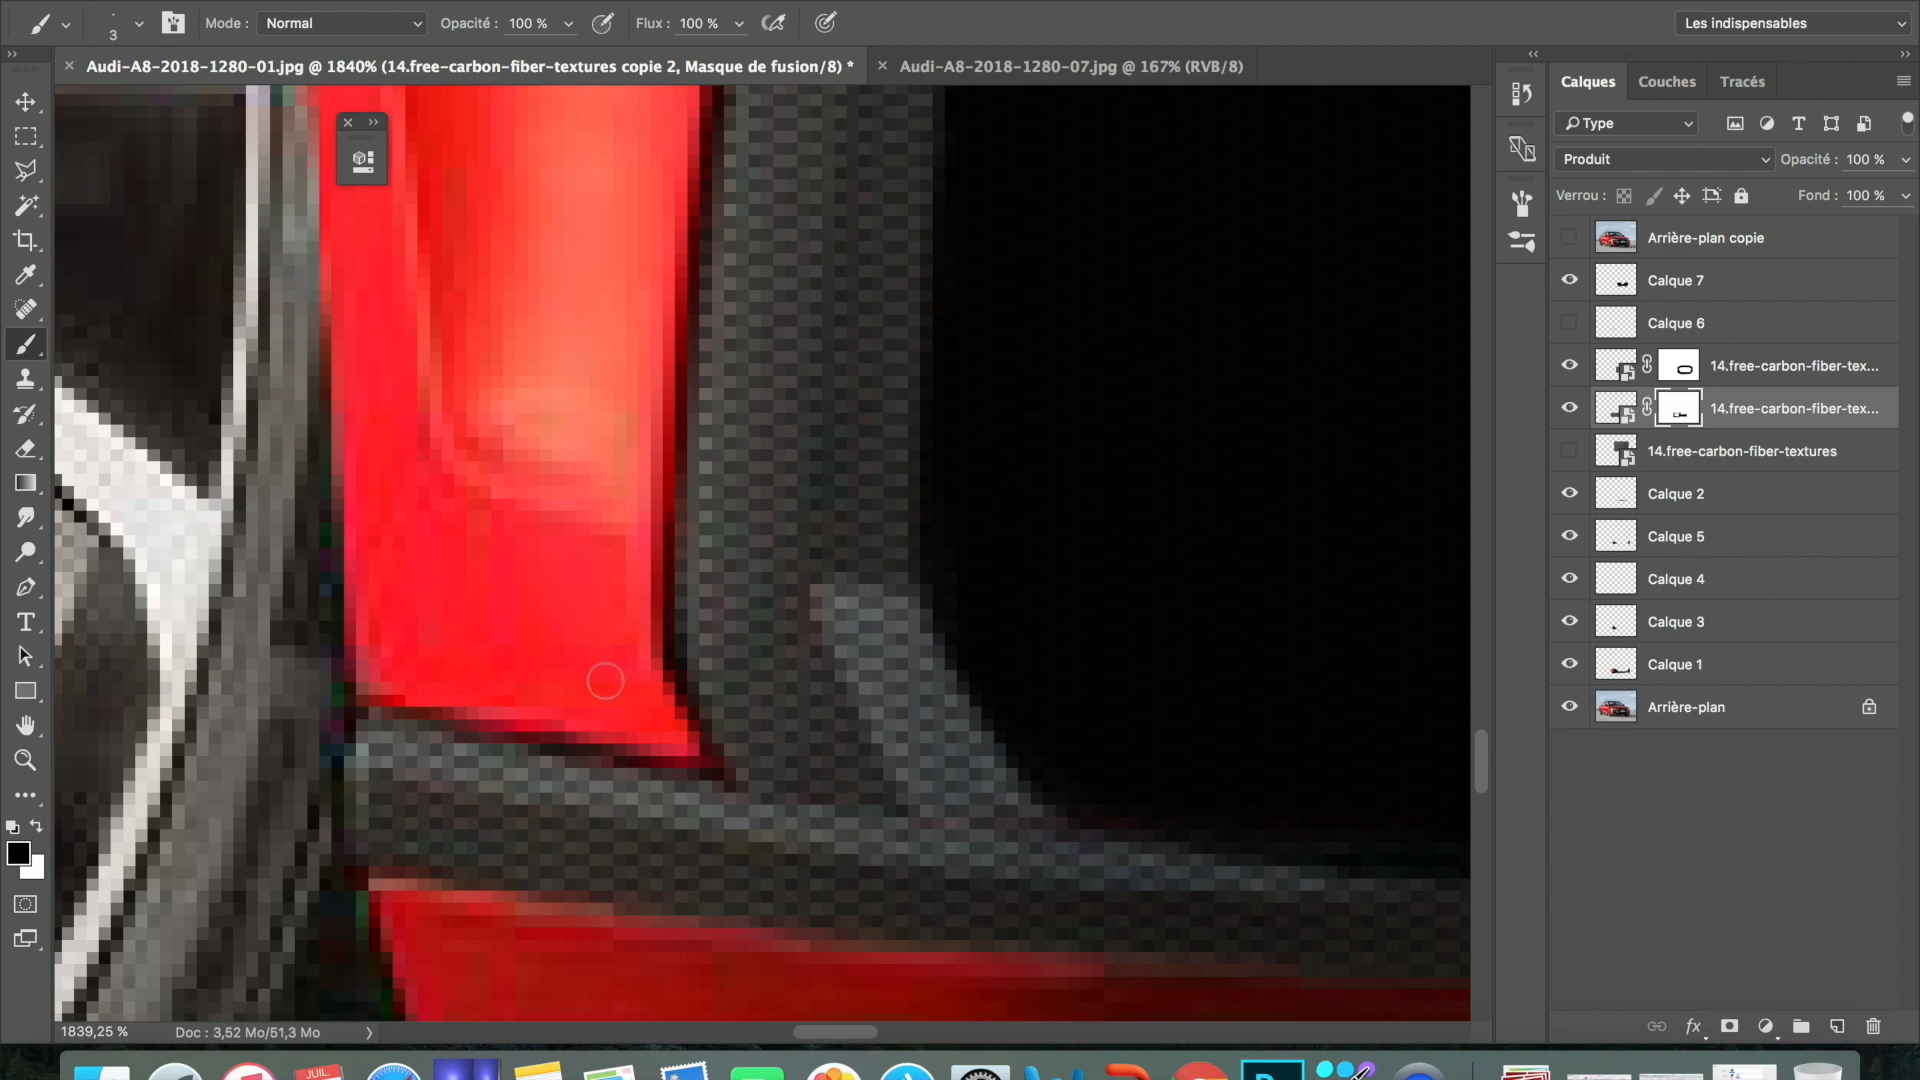 3
Mode : Normal
Opacité : 100 %
Flux : 100 %
Les indispensables
Audi-A8-2018-1280-01.jpg @ 1840% (14.free-carbon-fiber-textures copie 2, Masque de fusion/8) *
Audi-A8-2018-1280-07.jpg @ 167% (RVB/8)
Calques
Couches
Tracés
Type
Produit
Opacité : 100 %
Verrou :
Fond : 100 %
Arrière-plan copie
Calque 7
Calque 6
14.free-carbon-fiber-tex...
14.free-carbon-fiber-tex...
14.free-carbon-fiber-textures
Calque 2
Calque 5
Calque 4
Calque 3
Calque 1
Arrière-plan
fx
1839,25 %
Doc : 3,52 Mo/51,3 Mo
JUIL.